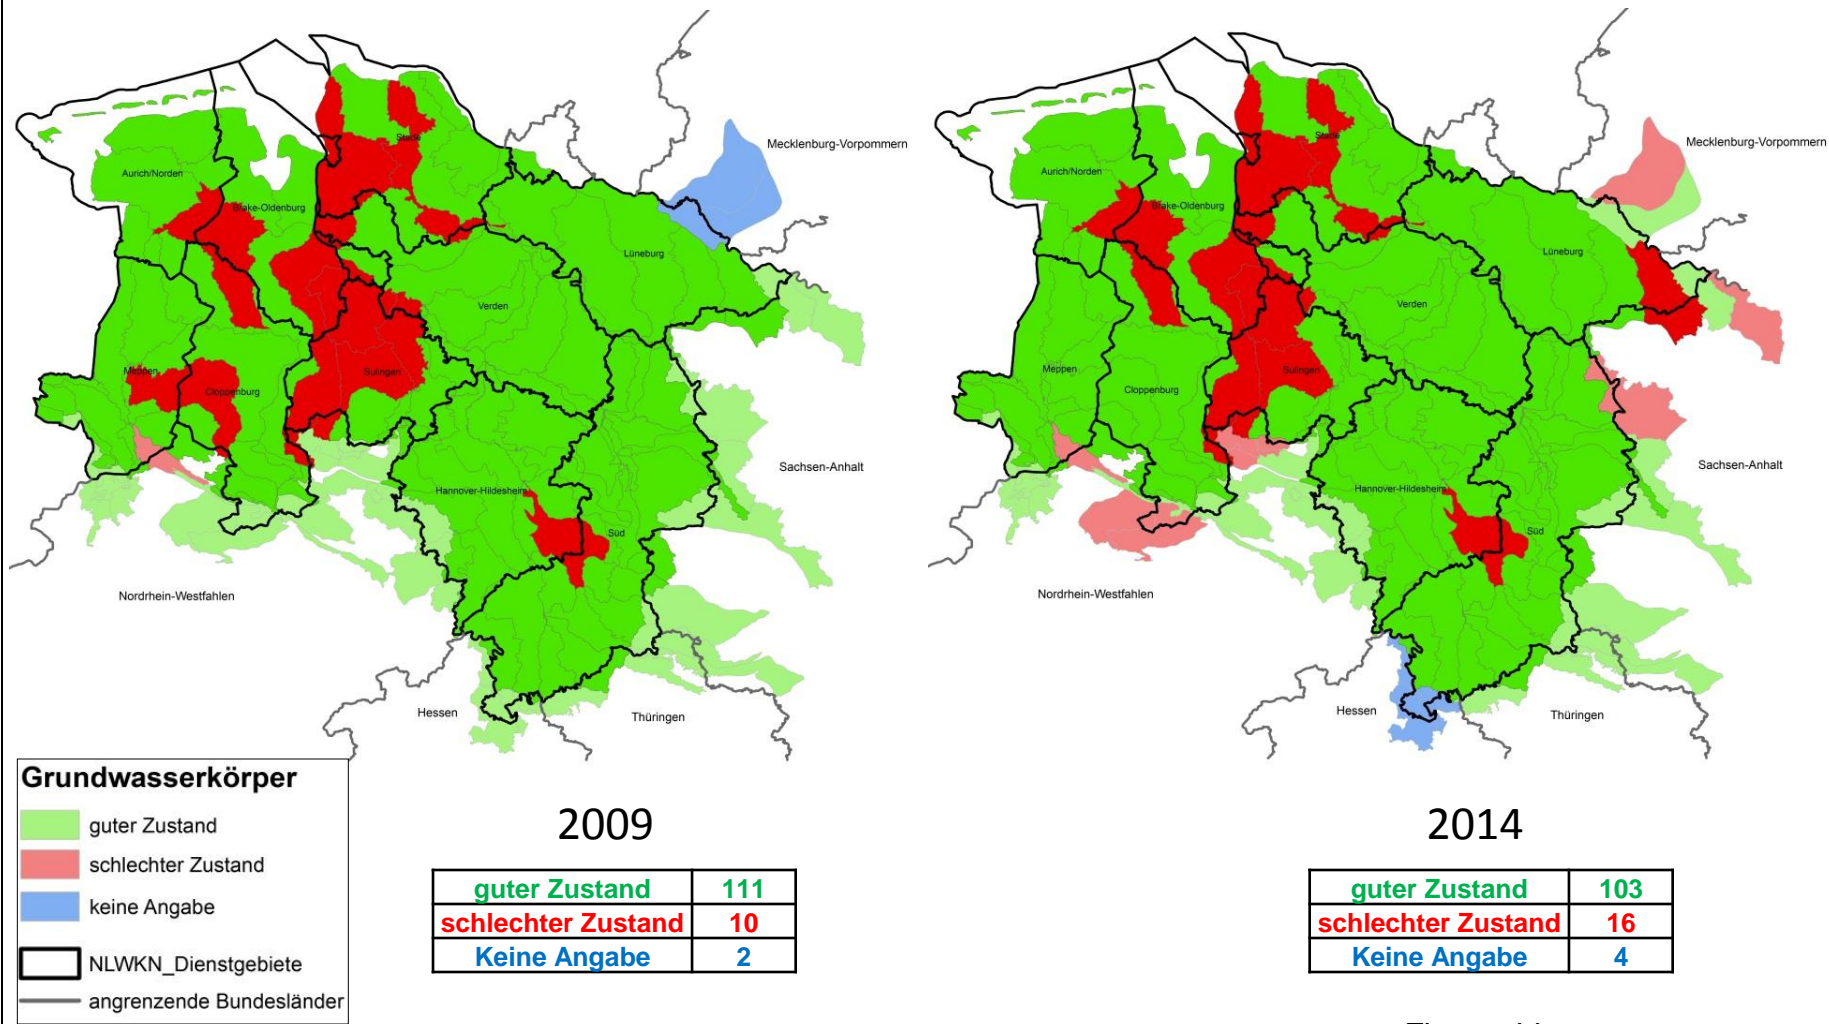 Mecklenburg-Vorpommern
Stade
Aurich/Norden
Brake-Oldenburg
Lüneburg
Verden
Meppen
Cloppenburg
Sulingen
Sachsen-Anhalt
Hannover-Hildesheim
Süd
Nordrhein-Westfahlen
Hessen
Thüringen
Mecklenburg-Vorpommern
Stade
Aurich/Norden
Brake-Oldenburg
Lüneburg
Verden
Meppen
Cloppenburg
Sulingen
Sachsen-Anhalt
Hannover-Hildesheim
Süd
Nordrhein-Westfahlen
Hessen
Thüringen
Grundwasserkörper
guter Zustand
schlechter Zustand
keine Angabe
NLWKN_Dienstgebiete
angrenzende Bundesländer
2009
guter Zustand 111
schlechter Zustand 10
Keine Angabe 2
2014
guter Zustand 103
schlechter Zustand 16
Keine Angabe 4